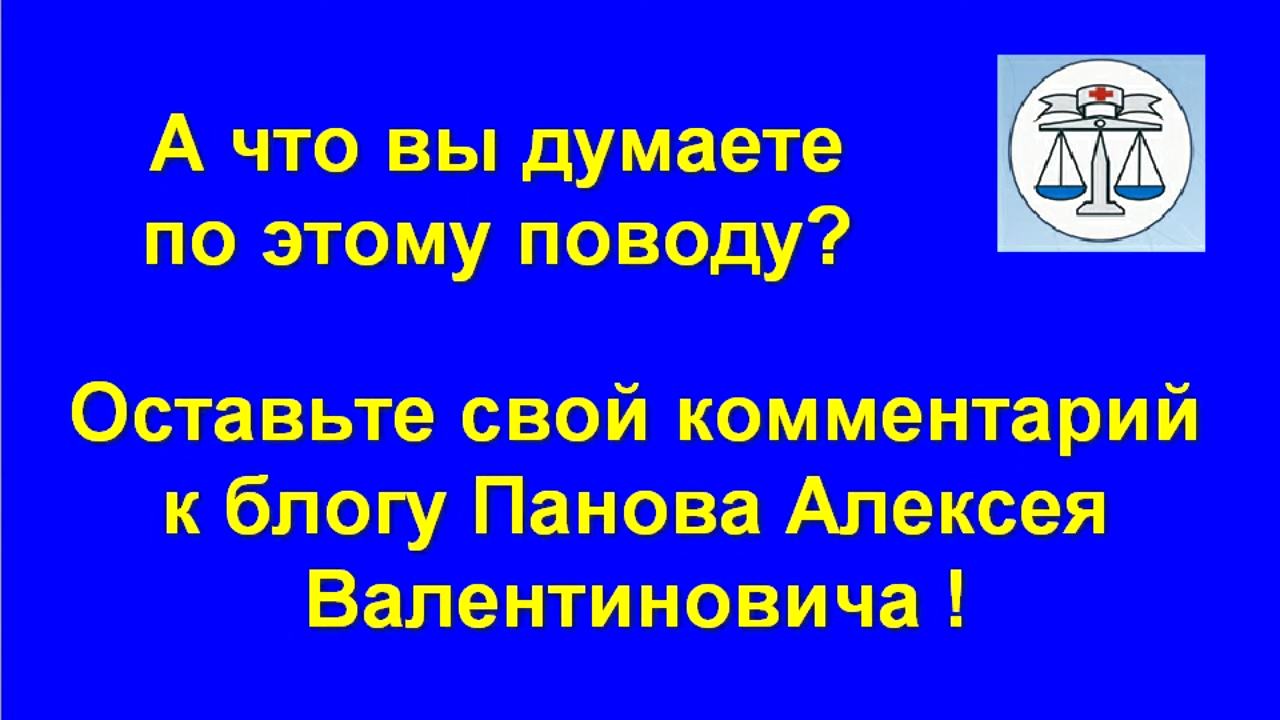 А что вы думаете
по этому поводу?
Оставьте свой комментарий
к блогу Панова Алексея
Валентиновича !